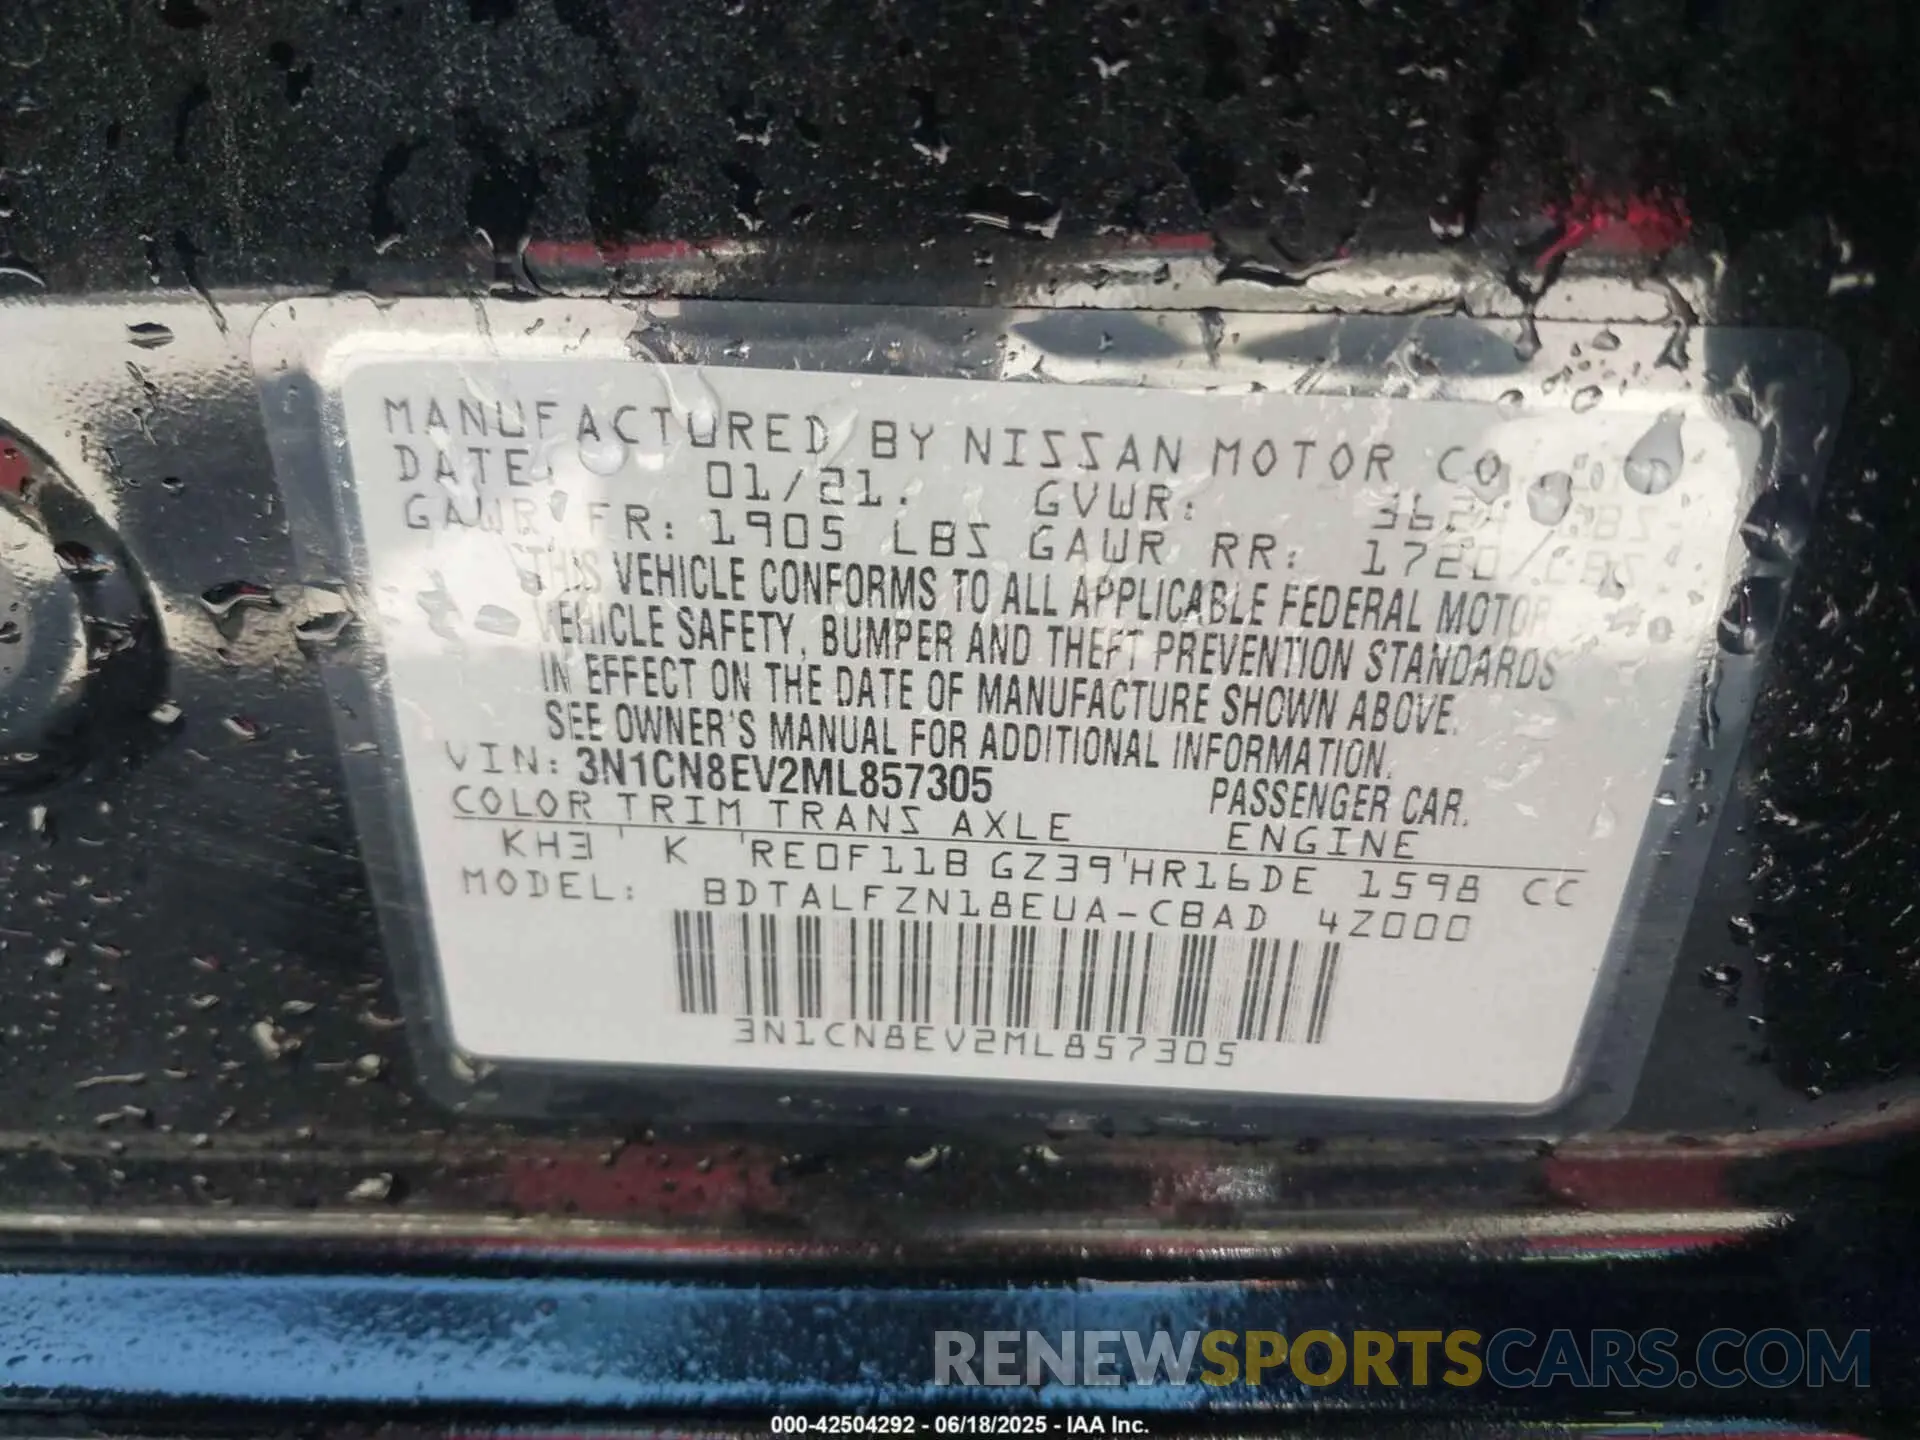 MANUFACTURED BY NISSAN MOTOR CO
DATE: 01/21. GVWR:
GAWR FR: 1905 LBS GAWR RR: 1720 LBS
THIS VEHICLE CONFORMS TO ALL APPLICABLE FEDERAL MOTOR
VEHICLE SAFETY, BUMPER AND THEFT PREVENTION STANDARDS
IN EFFECT ON THE DATE OF MANUFACTURE SHOWN ABOVE.
SEE OWNER'S MANUAL FOR ADDITIONAL INFORMATION.
VIN: 3N1CN8EV2ML857305 PASSENGER CAR.
COLOR TRIM TRANS AXLE ENGINE
KH3 ' K 'RE0F11B GZ39'HR16DE 1598 CC
MODEL: BDTALFZN18EUA-CBAD 4Z000
3N1CN8EV2ML857305
RENEWSPORTSCARS.COM
000-42504292 - 06/18/2025 - IAA Inc.